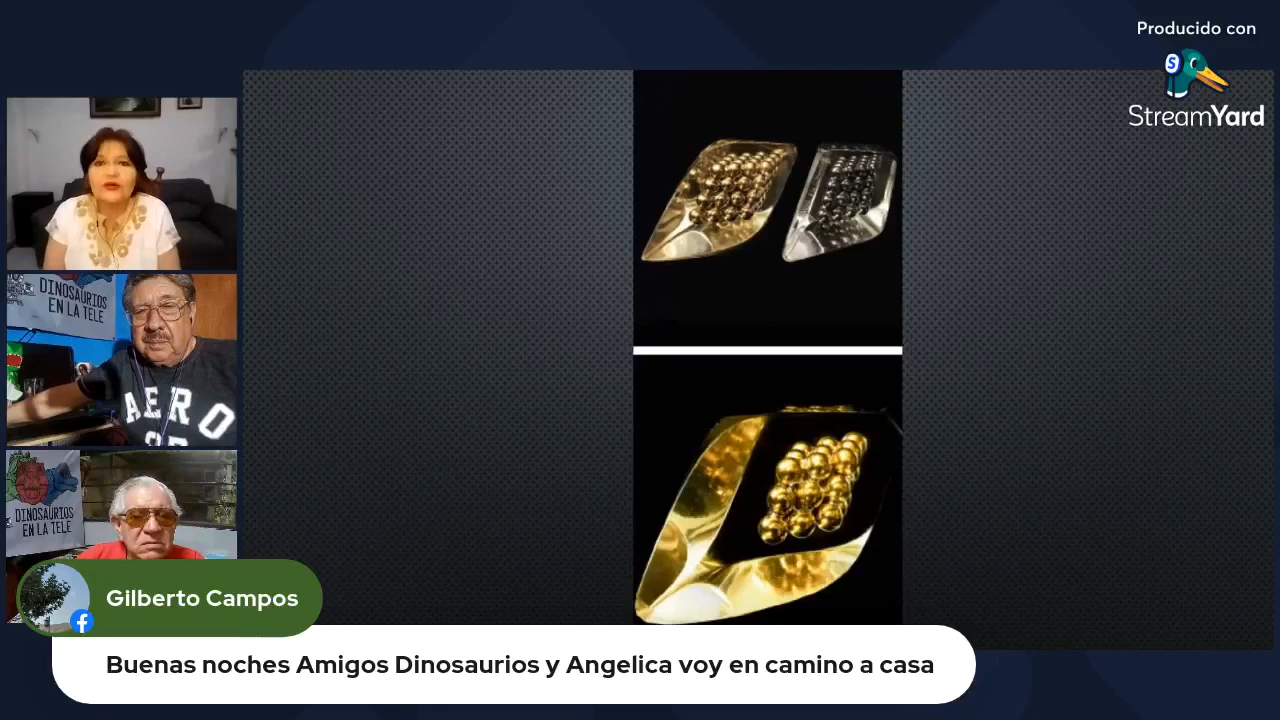 Producido con
StreamYard
DINOSAURIOS
EN LA TELE
AERO
DINOSAURIOS
EN LA TELE
Gilberto Campos
Buenas noches Amigos Dinosaurios y Angelica voy en camino a casa